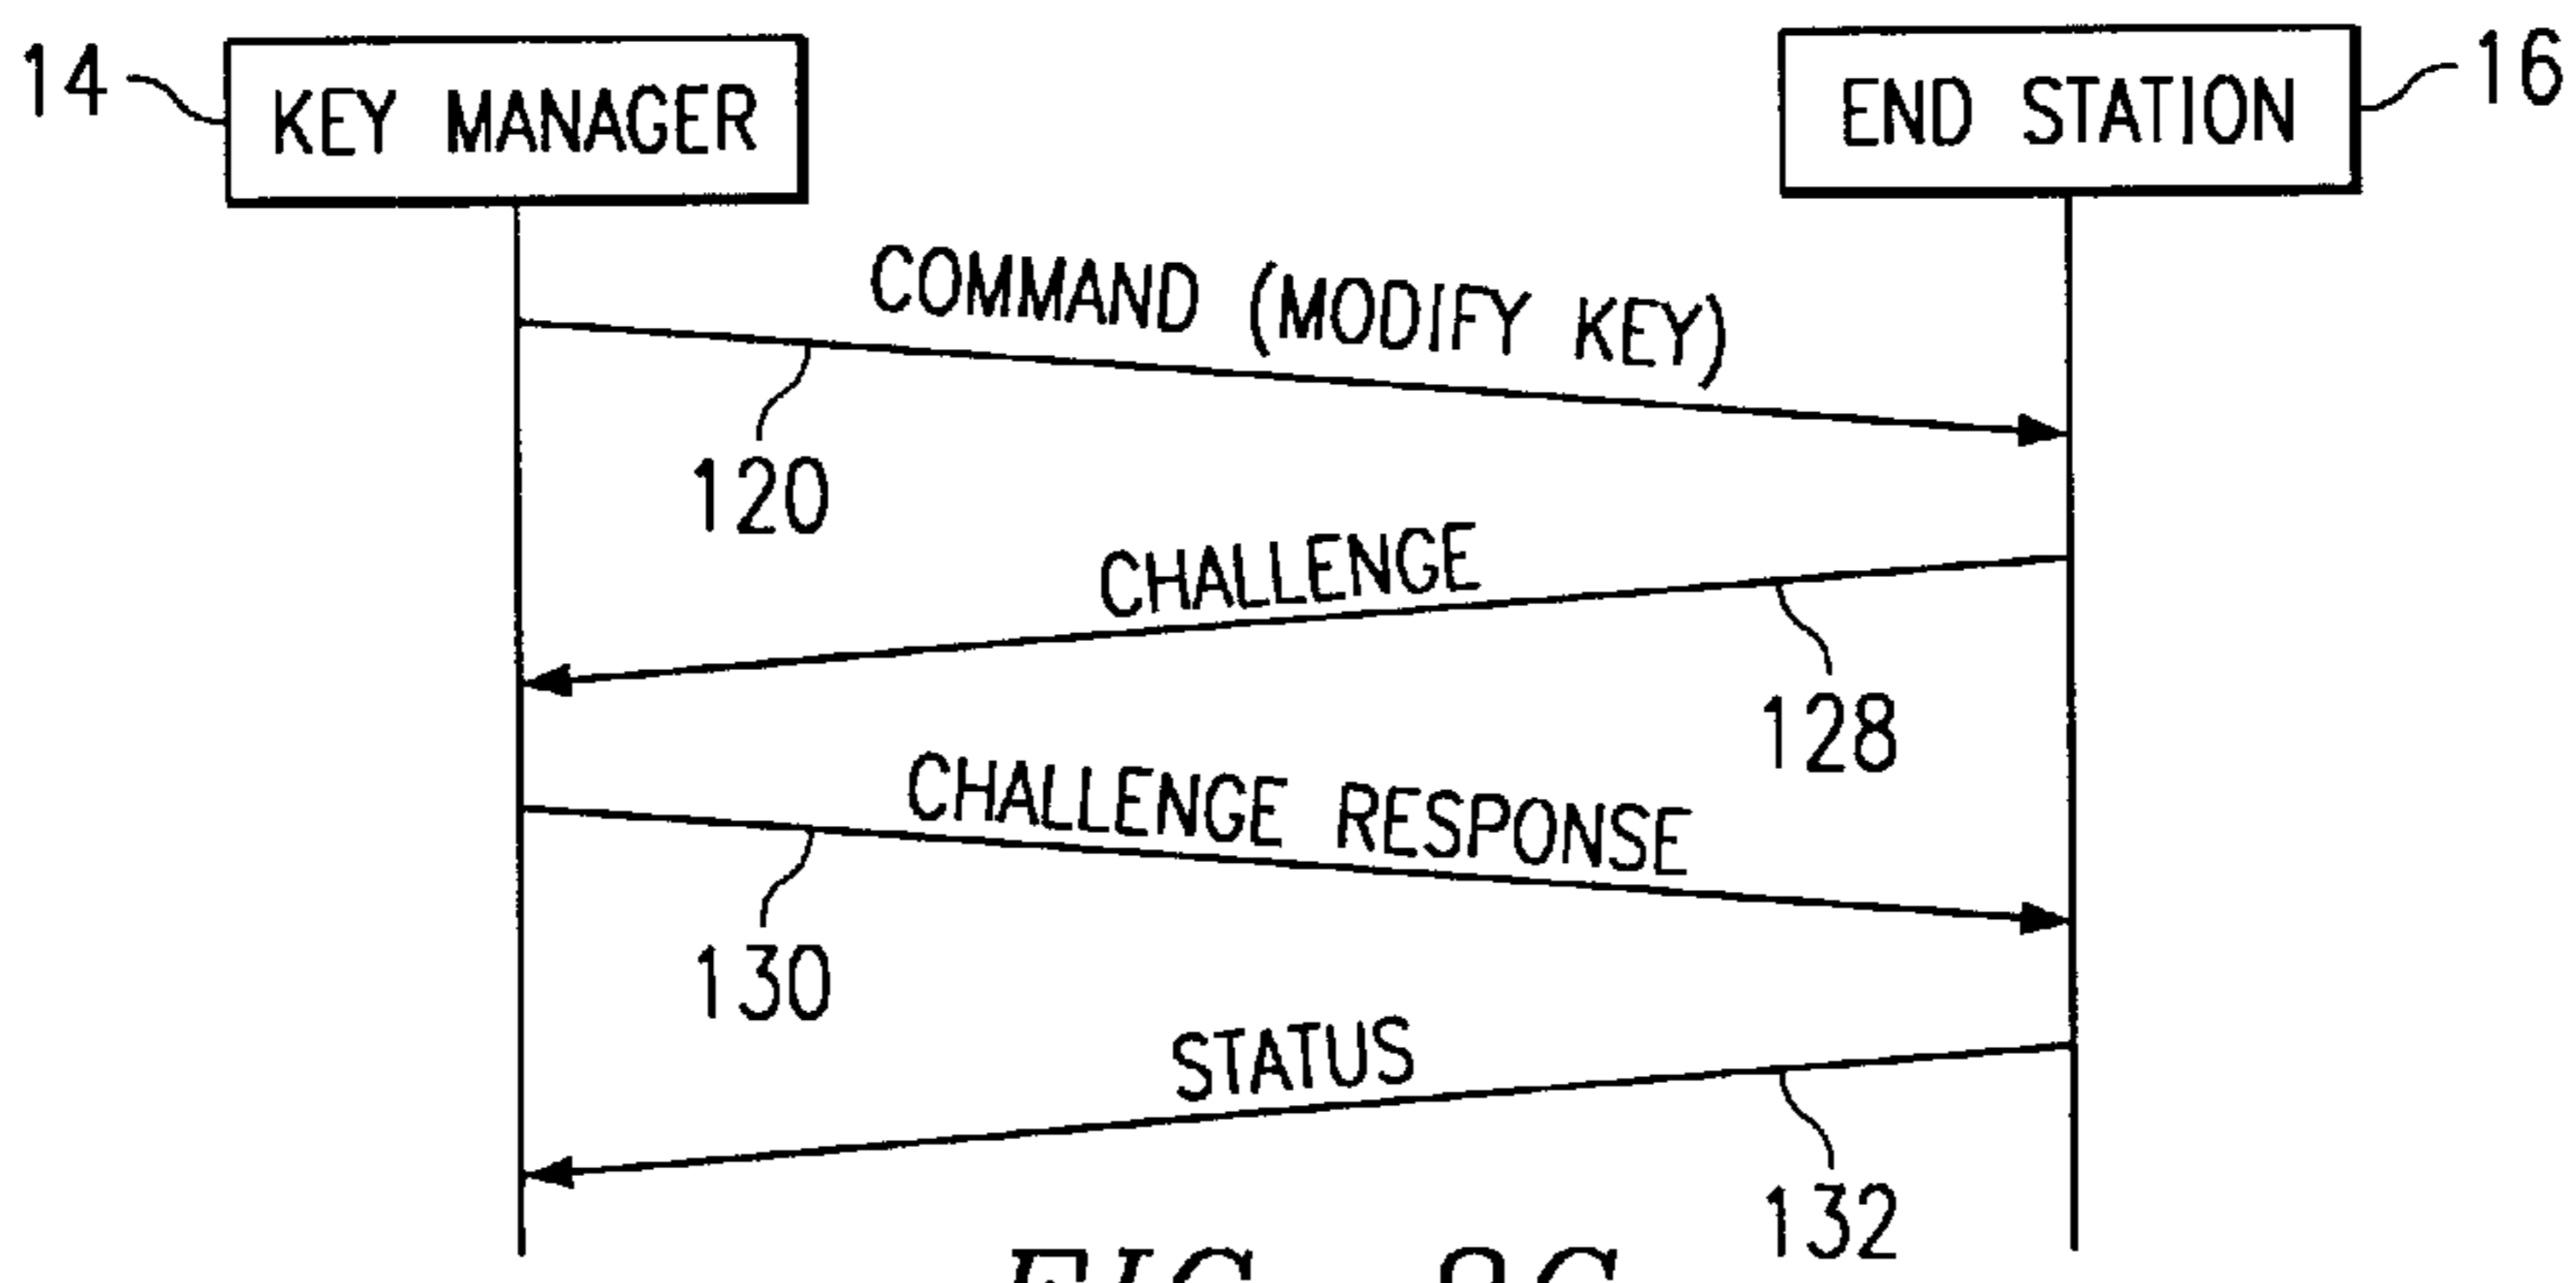 14
KEY MANAGER
END STATION
16
COMMAND (MODIFY KEY)
120
CHALLENGE
128
CHALLENGE RESPONSE
130
STATUS
132